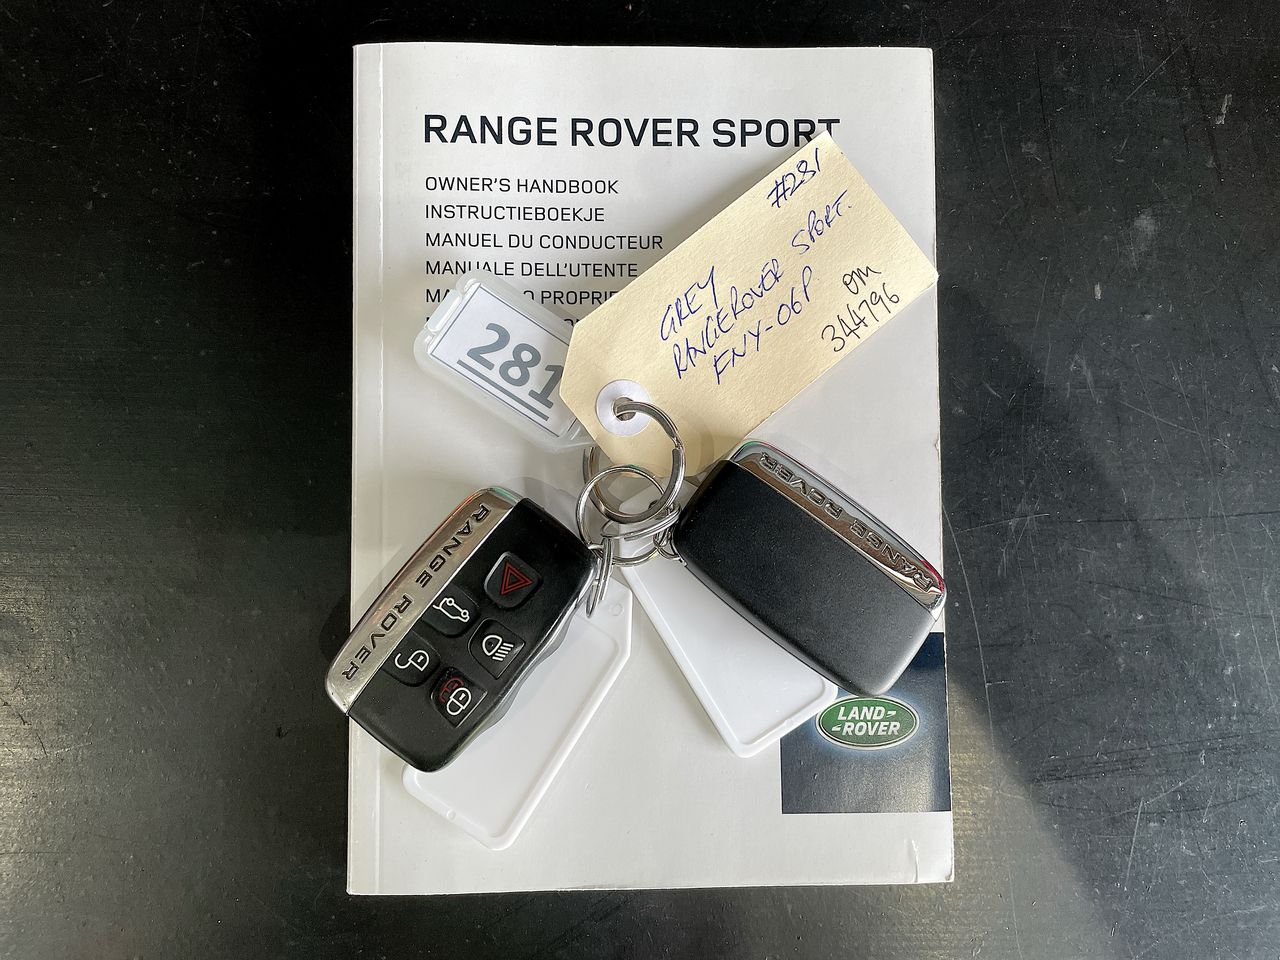 RANGE ROVER SPORT
OWNER'S HANDBOOK
INSTRUCTIEBOEKJE
MANUEL DU CONDUCTEUR
MANUALE DELL'UTENTE
#281
GREY
RANGEROVER SPORT.
FNY-06P
om
344796
281
RANGE ROVER
RANGE ROVER
LAND-
-ROVER